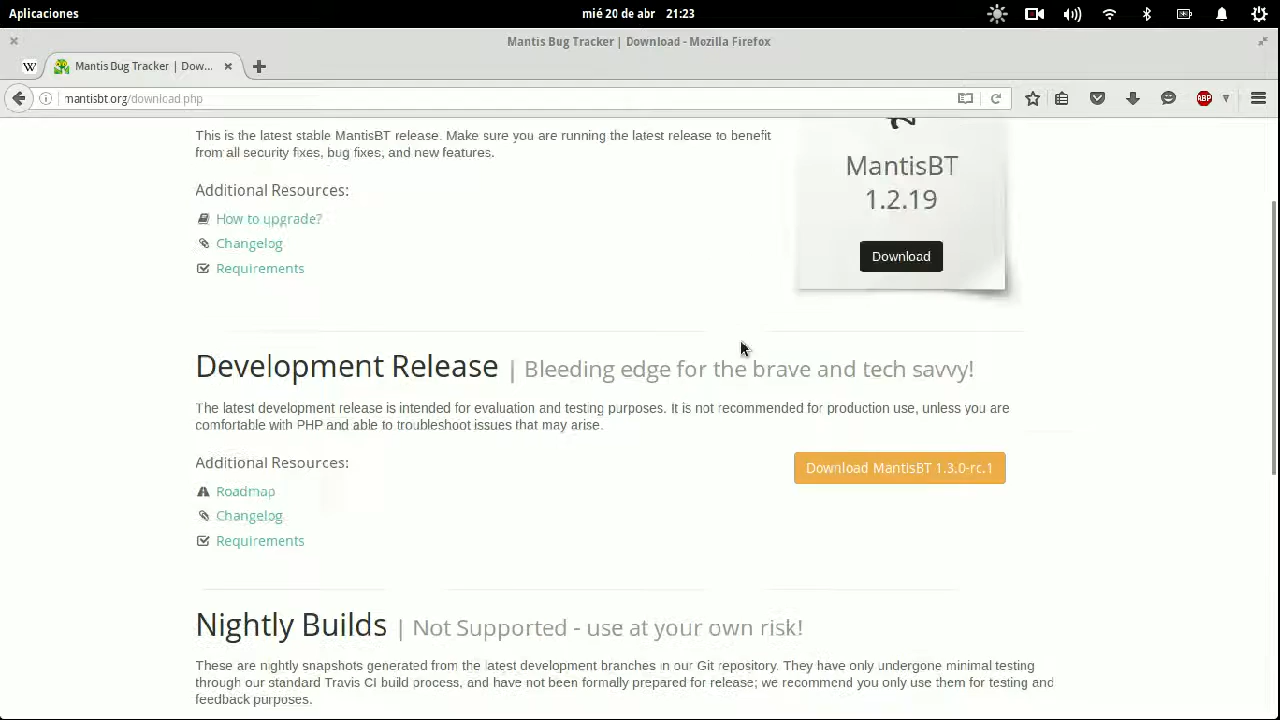 Aplicaciones
mié 20 de abr 21:23
Mantis Bug Tracker | Download - Mozilla Firefox
W
Mantis Bug Tracker | Dow...
mantisbt.org/download.php
ABP
This is the latest stable MantisBT release. Make sure you are running the latest release to benefit
from all security fixes, bug fixes, and new features.
Additional Resources:
How to upgrade?
Changelog
Requirements
MantisBT
1.2.19
Download
Development Release | Bleeding edge for the brave and tech savvy!
The latest development release is intended for evaluation and testing purposes. It is not recommended for production use, unless you are
comfortable with PHP and able to troubleshoot issues that may arise.
Additional Resources:
Download MantisBT 1.3.0-rc.1
Roadmap
Changelog
Requirements
Nightly Builds | Not Supported - use at your own risk!
These are nightly snapshots generated from the latest development branches in our Git repository. They have only undergone minimal testing
through our standard Travis CI build process, and have not been formally prepared for release; we recommend you only use them for testing and
feedback purposes.